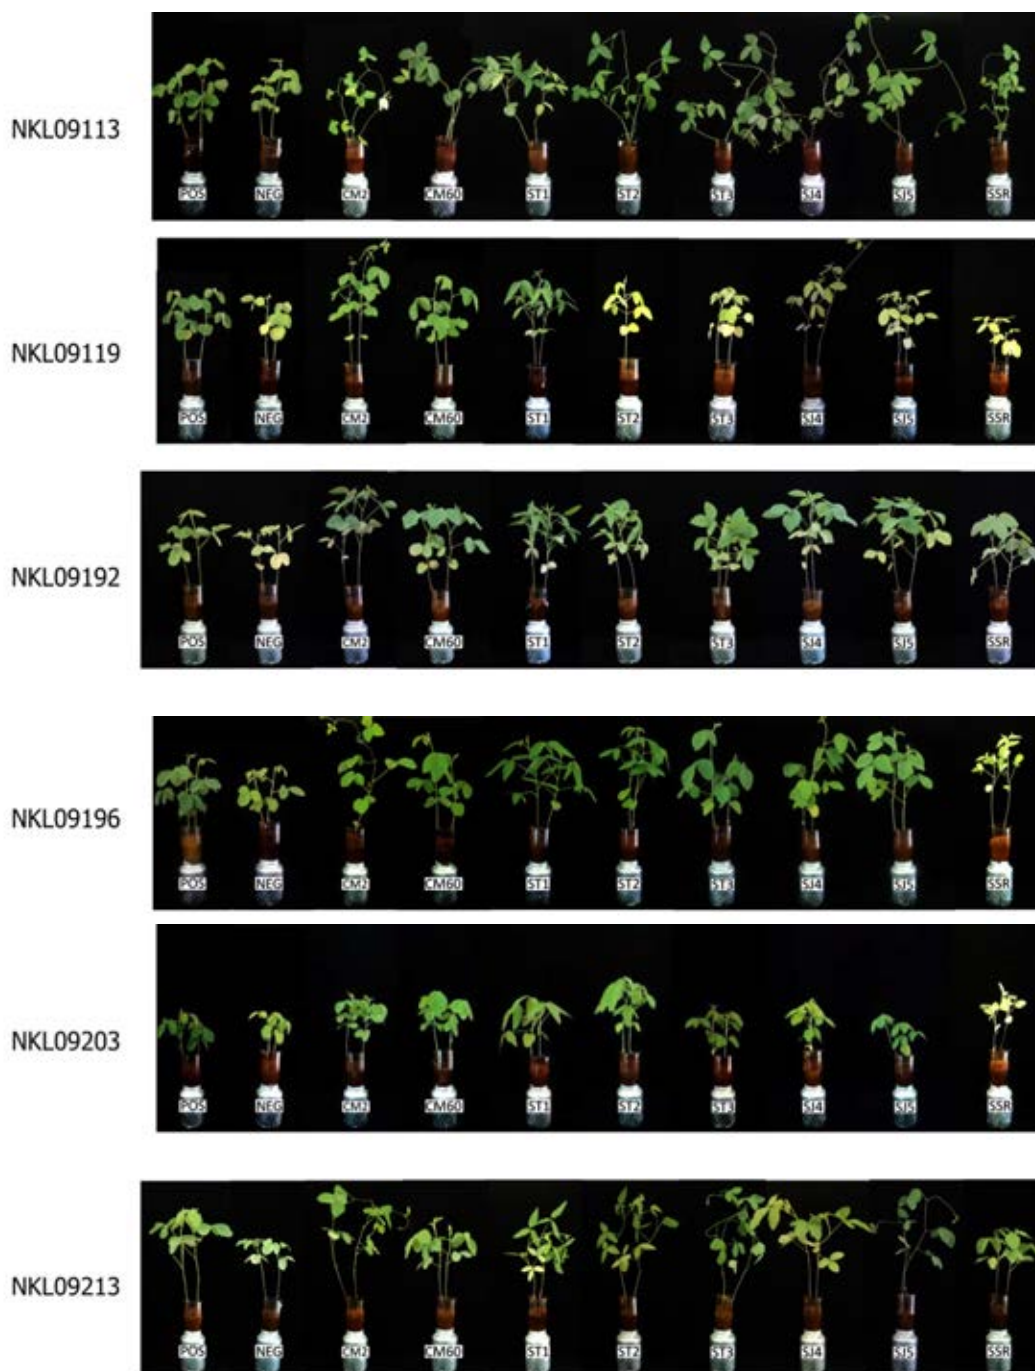 NKL09113
POS NEG CM2 CM60 ST1 ST2 ST3 SJ4 SJ5 SSR
NKL09119
POS NEG CM2 CM60 ST1 ST2 ST3 SJ4 SJ5 SSR
NKL09192
POS NEG CM2 CM60 ST1 ST2 ST3 SJ4 SJ5 SSR
NKL09196
POS NEG CM2 CM60 ST1 ST2 ST3 SJ4 SJ5 SSR
NKL09203
POS NEG CM2 CM60 ST1 ST2 ST3 SJ4 SJ5 SSR
NKL09213
POS NEG CM2 CM60 ST1 ST2 ST3 SJ4 SJ5 SSR